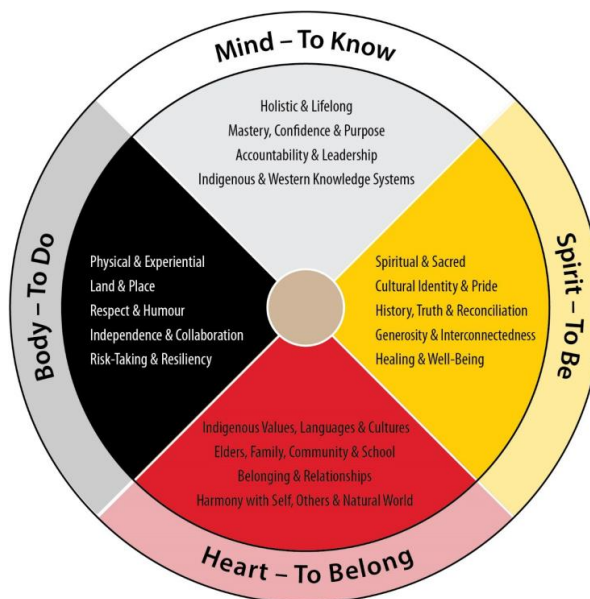 Mind – To Know
Holistic & Lifelong
Mastery, Confidence & Purpose
Accountability & Leadership
Indigenous & Western Knowledge Systems
Spirit – To Be
Spiritual & Sacred
Cultural Identity & Pride
History, Truth & Reconciliation
Generosity & Interconnectedness
Healing & Well-Being
Heart – To Belong
Indigenous Values, Languages & Cultures
Elders, Family, Community & School
Belonging & Relationships
Harmony with Self, Others & Natural World
Body – To Do
Physical & Experiential
Land & Place
Respect & Humour
Independence & Collaboration
Risk-Taking & Resiliency